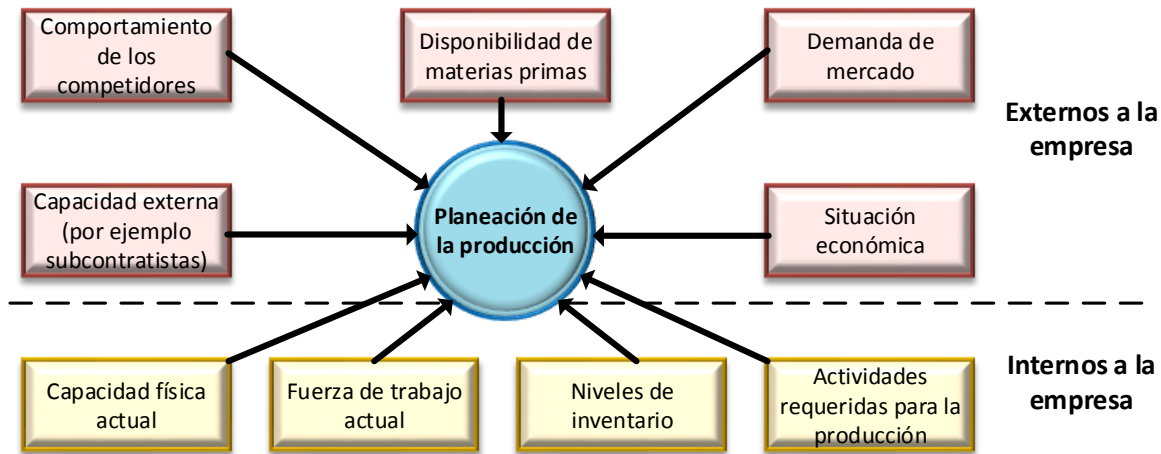 Comportamiento
de los
competidores
Disponibilidad de
materias primas
Demanda de
mercado
Externos a la
empresa
Capacidad externa
(por ejemplo
subcontratistas)
Planeación de
la producción
Situación
económica
Capacidad física
actual
Fuerza de trabajo
actual
Niveles de
inventario
Actividades
requeridas para la
producción
Internos a la
empresa